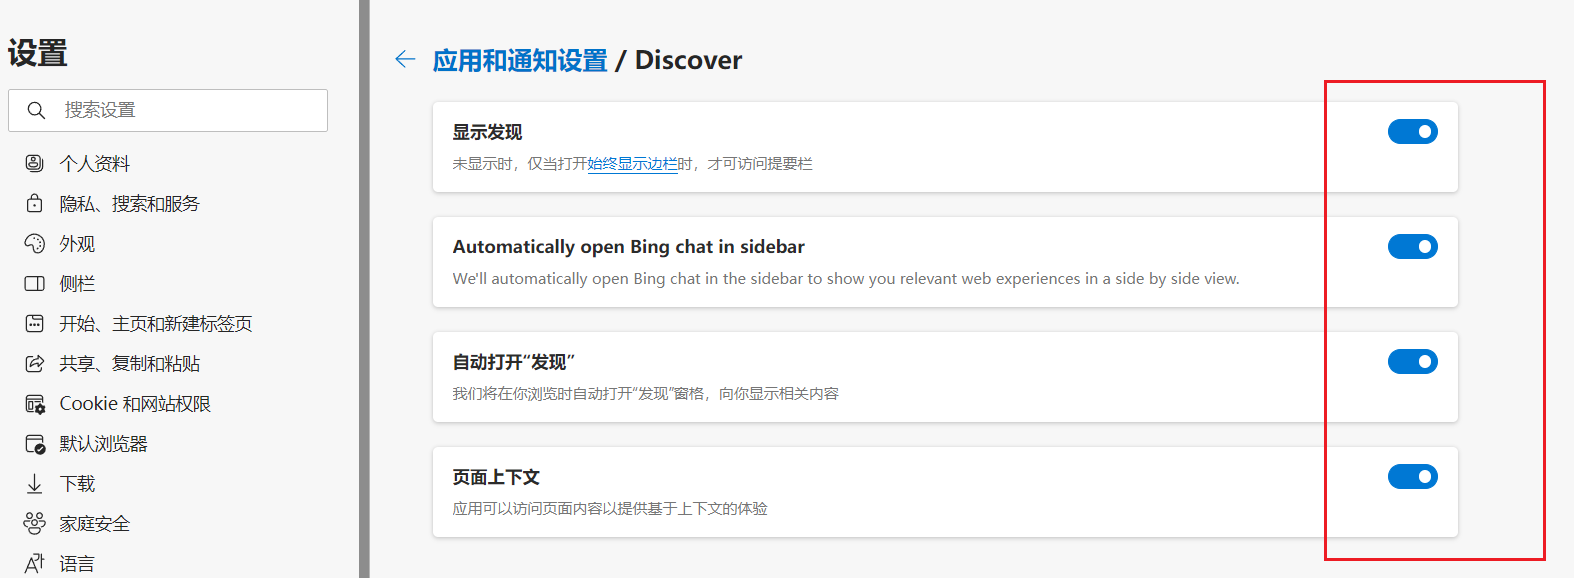 设置
搜索设置
个人资料
隐私、搜索和服务
外观
侧栏
开始、主页和新建标签页
共享、复制和粘贴
Cookie 和网站权限
默认浏览器
下载
家庭安全
语言
应用和通知设置 / Discover
显示发现
未显示时，仅当打开始终显示边栏时，才可访问提要栏
Automatically open Bing chat in sidebar
We'll automatically open Bing chat in the sidebar to show you relevant web experiences in a side by side view.
自动打开“发现”
我们将在你浏览时自动打开“发现”窗格，向你显示相关内容
页面上下文
应用可以访问页面内容以提供基于上下文的体验